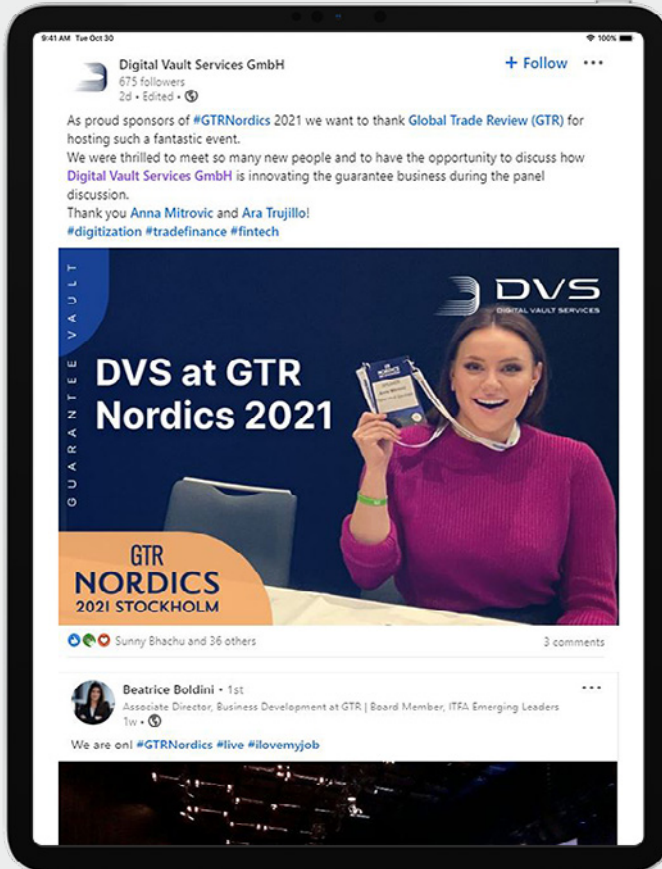 9:41 AM Tue Oct 30
100%
Digital Vault Services GmbH
675 followers
2d • Edited •
+ Follow •••
As proud sponsors of #GTRNordics 2021 we want to thank Global Trade Review (GTR) for
hosting such a fantastic event.
We were thrilled to meet so many new people and to have the opportunity to discuss how
Digital Vault Services GmbH is innovating the guarantee business during the panel
discussion.
Thank you Anna Mitrovic and Ara Trujillo!
#digitization #tradefinance #fintech
GUARANTEE VAULT
DVS
DIGITAL VAULT SERVICES
DVS at GTR
Nordics 2021
NORDICS
GTR
NORDICS
2021 STOCKHOLM
Sunny Bhachu and 36 others
3 comments
Beatrice Boldini • 1st
•••
Associate Director, Business Development at GTR | Board Member, ITFA Emerging Leaders
1w •
We are on! #GTRNordics #live #ilovemyjob